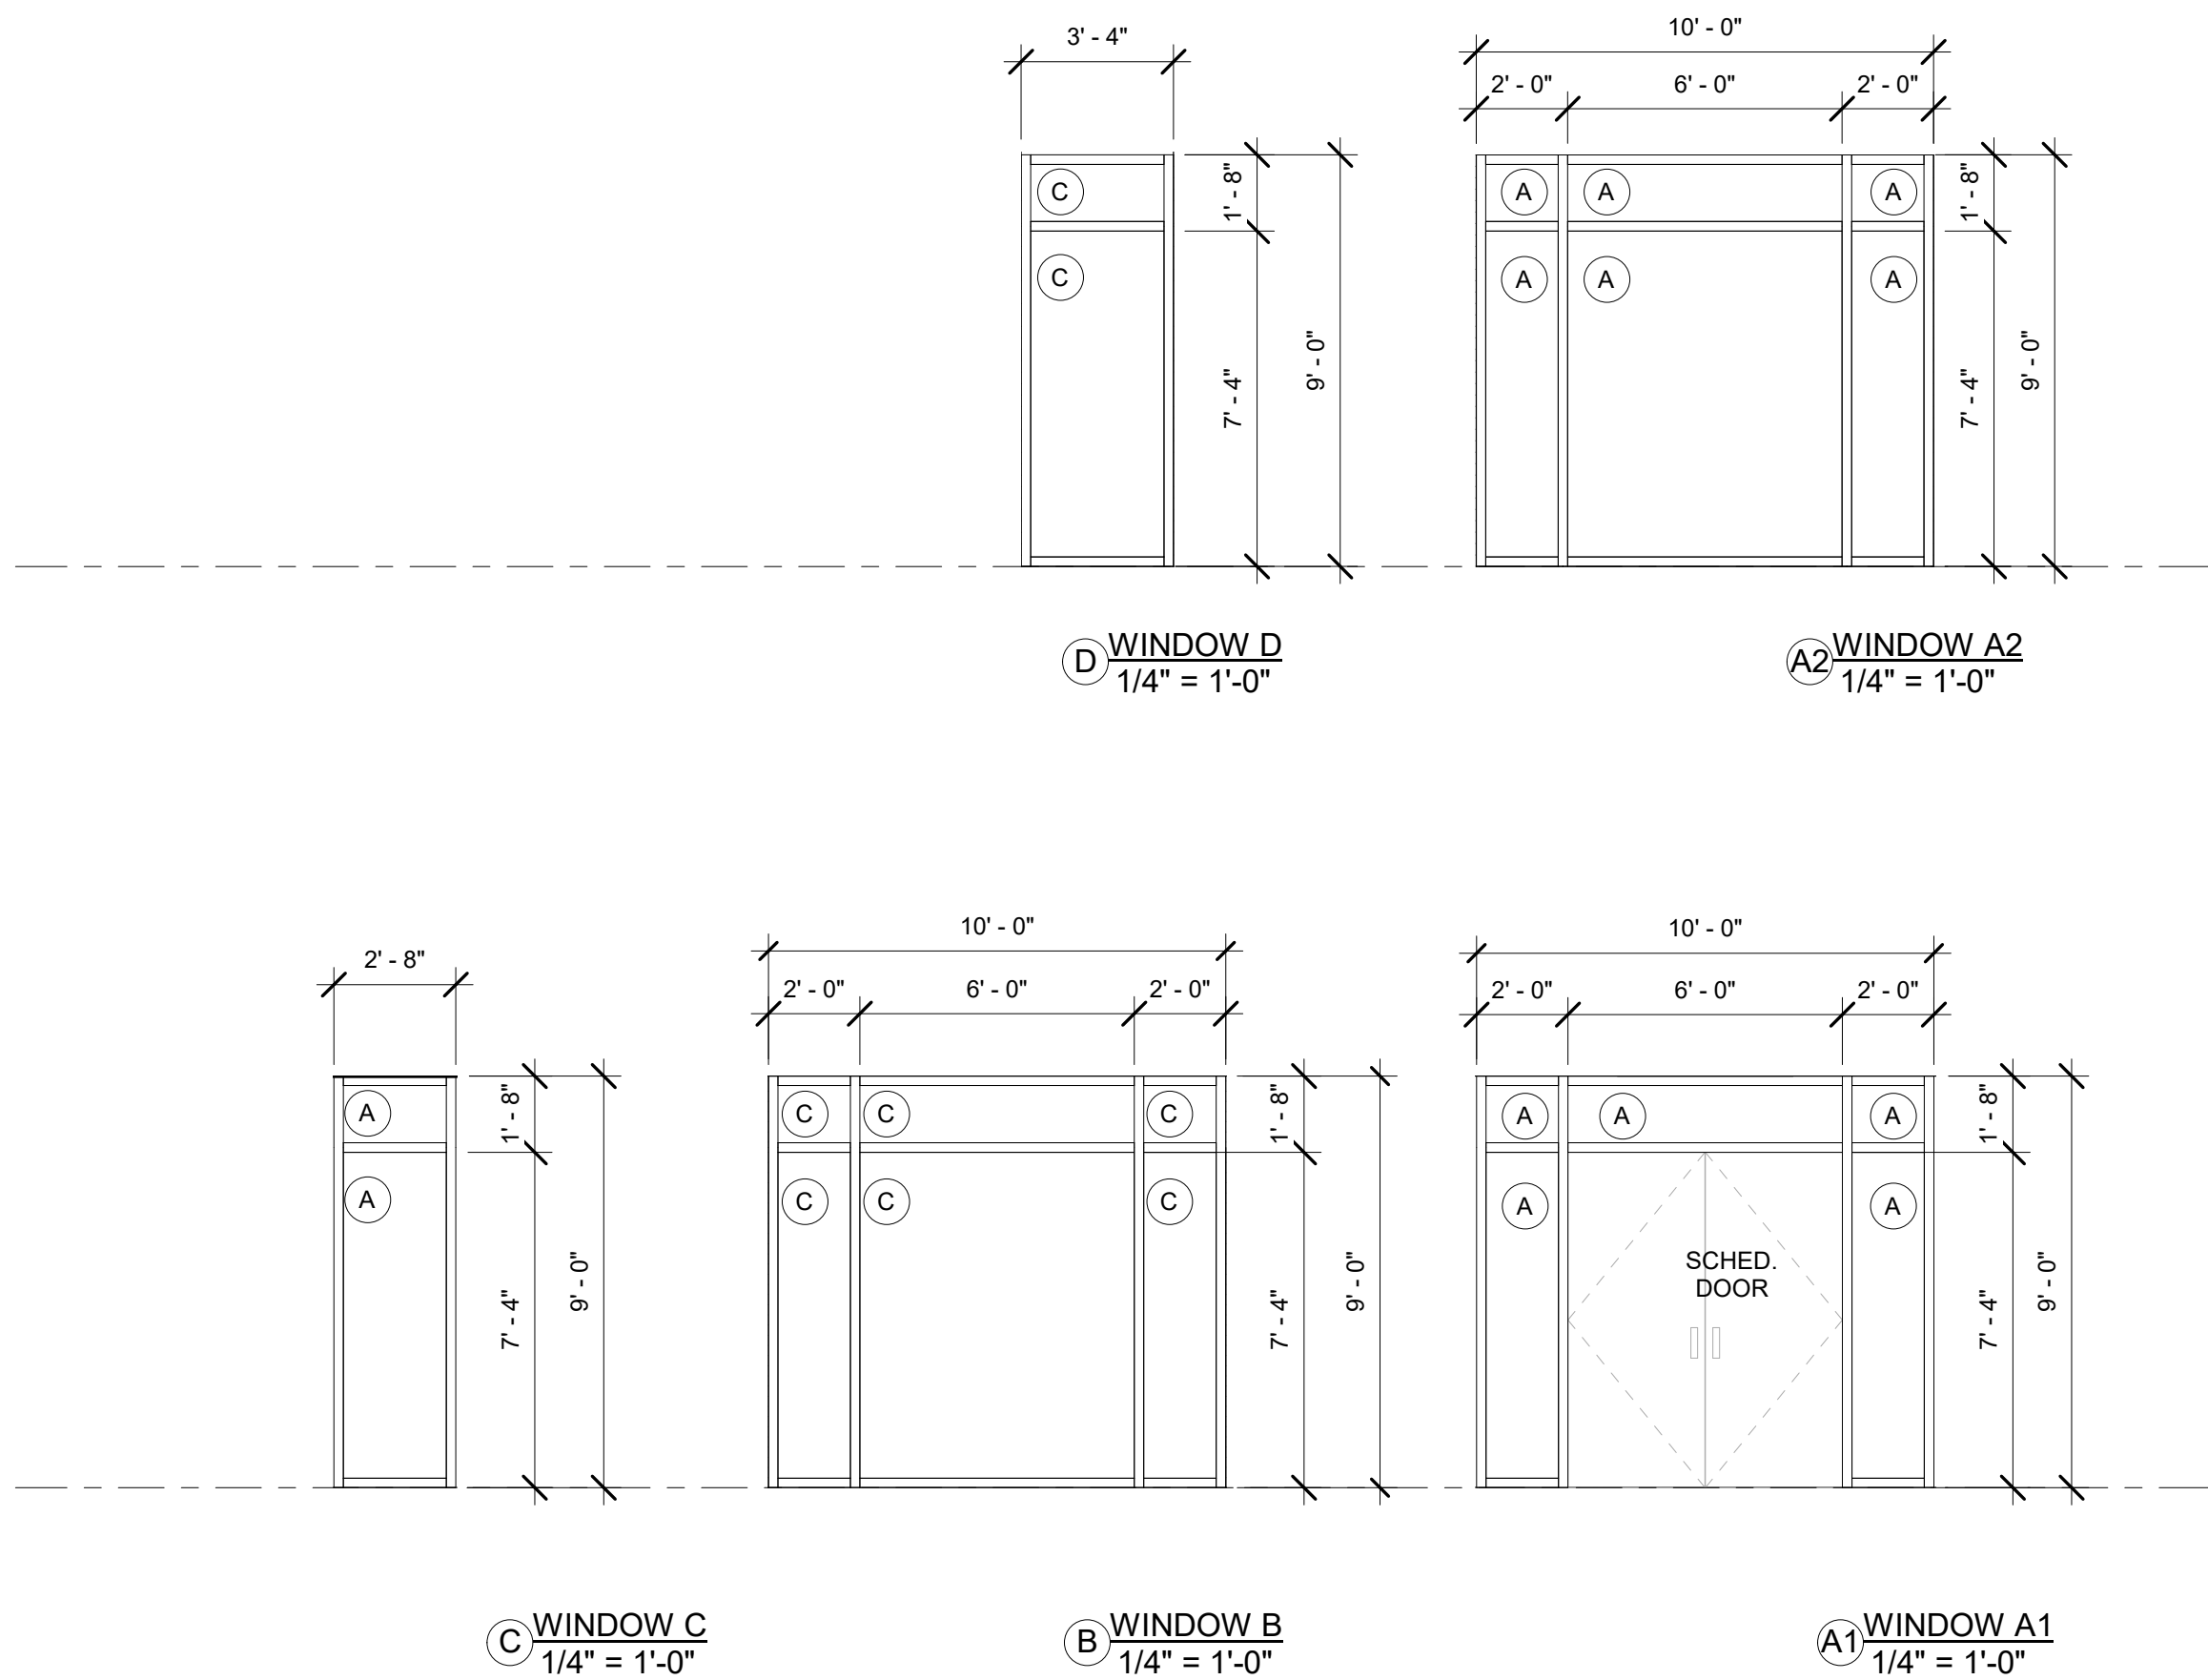 3' - 4"
1' - 8"
7' - 4"
9' - 0"
C
C
D
WINDOW D
1/4" = 1'-0"
10' - 0"
2' - 0"
6' - 0"
2' - 0"
A
A
A
A
A
A
1' - 8"
7' - 4"
9' - 0"
A2
WINDOW A2
1/4" = 1'-0"
2' - 8"
A
A
1' - 8"
7' - 4"
9' - 0"
C
WINDOW C
1/4" = 1'-0"
10' - 0"
2' - 0"
6' - 0"
2' - 0"
C
C
C
C
C
C
1' - 8"
7' - 4"
9' - 0"
B
WINDOW B
1/4" = 1'-0"
10' - 0"
2' - 0"
6' - 0"
2' - 0"
A
A
A
A
A
SCHED.
DOOR
1' - 8"
7' - 4"
9' - 0"
A1
WINDOW A1
1/4" = 1'-0"